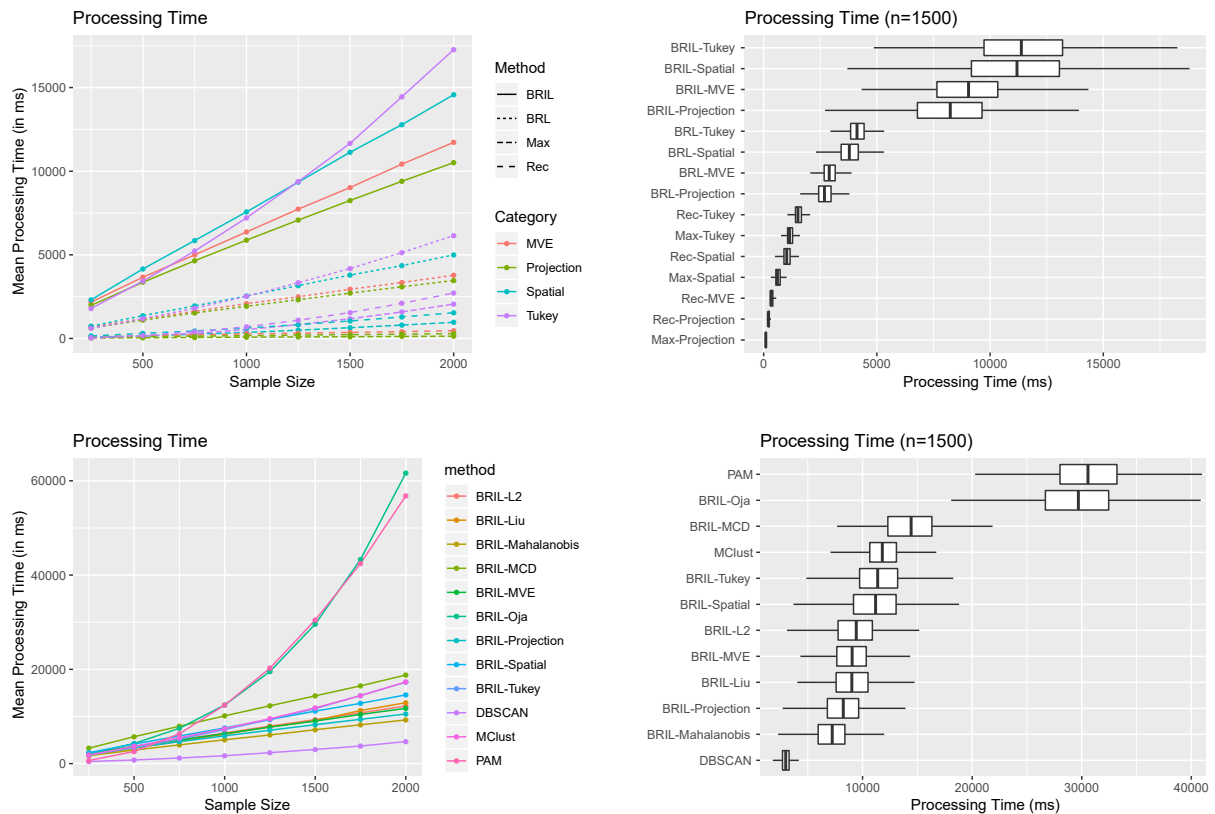 Processing Time
Mean Processing Time (in ms)
15000
10000
5000
0
500
1000
1500
2000
Sample Size
Method
BRIL
BRL
Max
Rec
Category
MVE
Projection
Spatial
Tukey
Processing Time (n=1500)
BRIL-Tukey
BRIL-Spatial
BRIL-MVE
BRIL-Projection
BRL-Tukey
BRL-Spatial
BRL-MVE
BRL-Projection
Rec-Tukey
Max-Tukey
Rec-Spatial
Max-Spatial
Rec-MVE
Rec-Projection
Max-Projection
0
5000
10000
15000
Processing Time (ms)
Processing Time
Mean Processing Time (in ms)
60000
40000
20000
0
500
1000
1500
2000
Sample Size
method
BRIL-L2
BRIL-Liu
BRIL-Mahalanobis
BRIL-MCD
BRIL-MVE
BRIL-Oja
BRIL-Projection
BRIL-Spatial
BRIL-Tukey
DBSCAN
MClust
PAM
Processing Time (n=1500)
PAM
BRIL-Oja
BRIL-MCD
MClust
BRIL-Tukey
BRIL-Spatial
BRIL-L2
BRIL-MVE
BRIL-Liu
BRIL-Projection
BRIL-Mahalanobis
DBSCAN
10000
20000
30000
40000
Processing Time (ms)